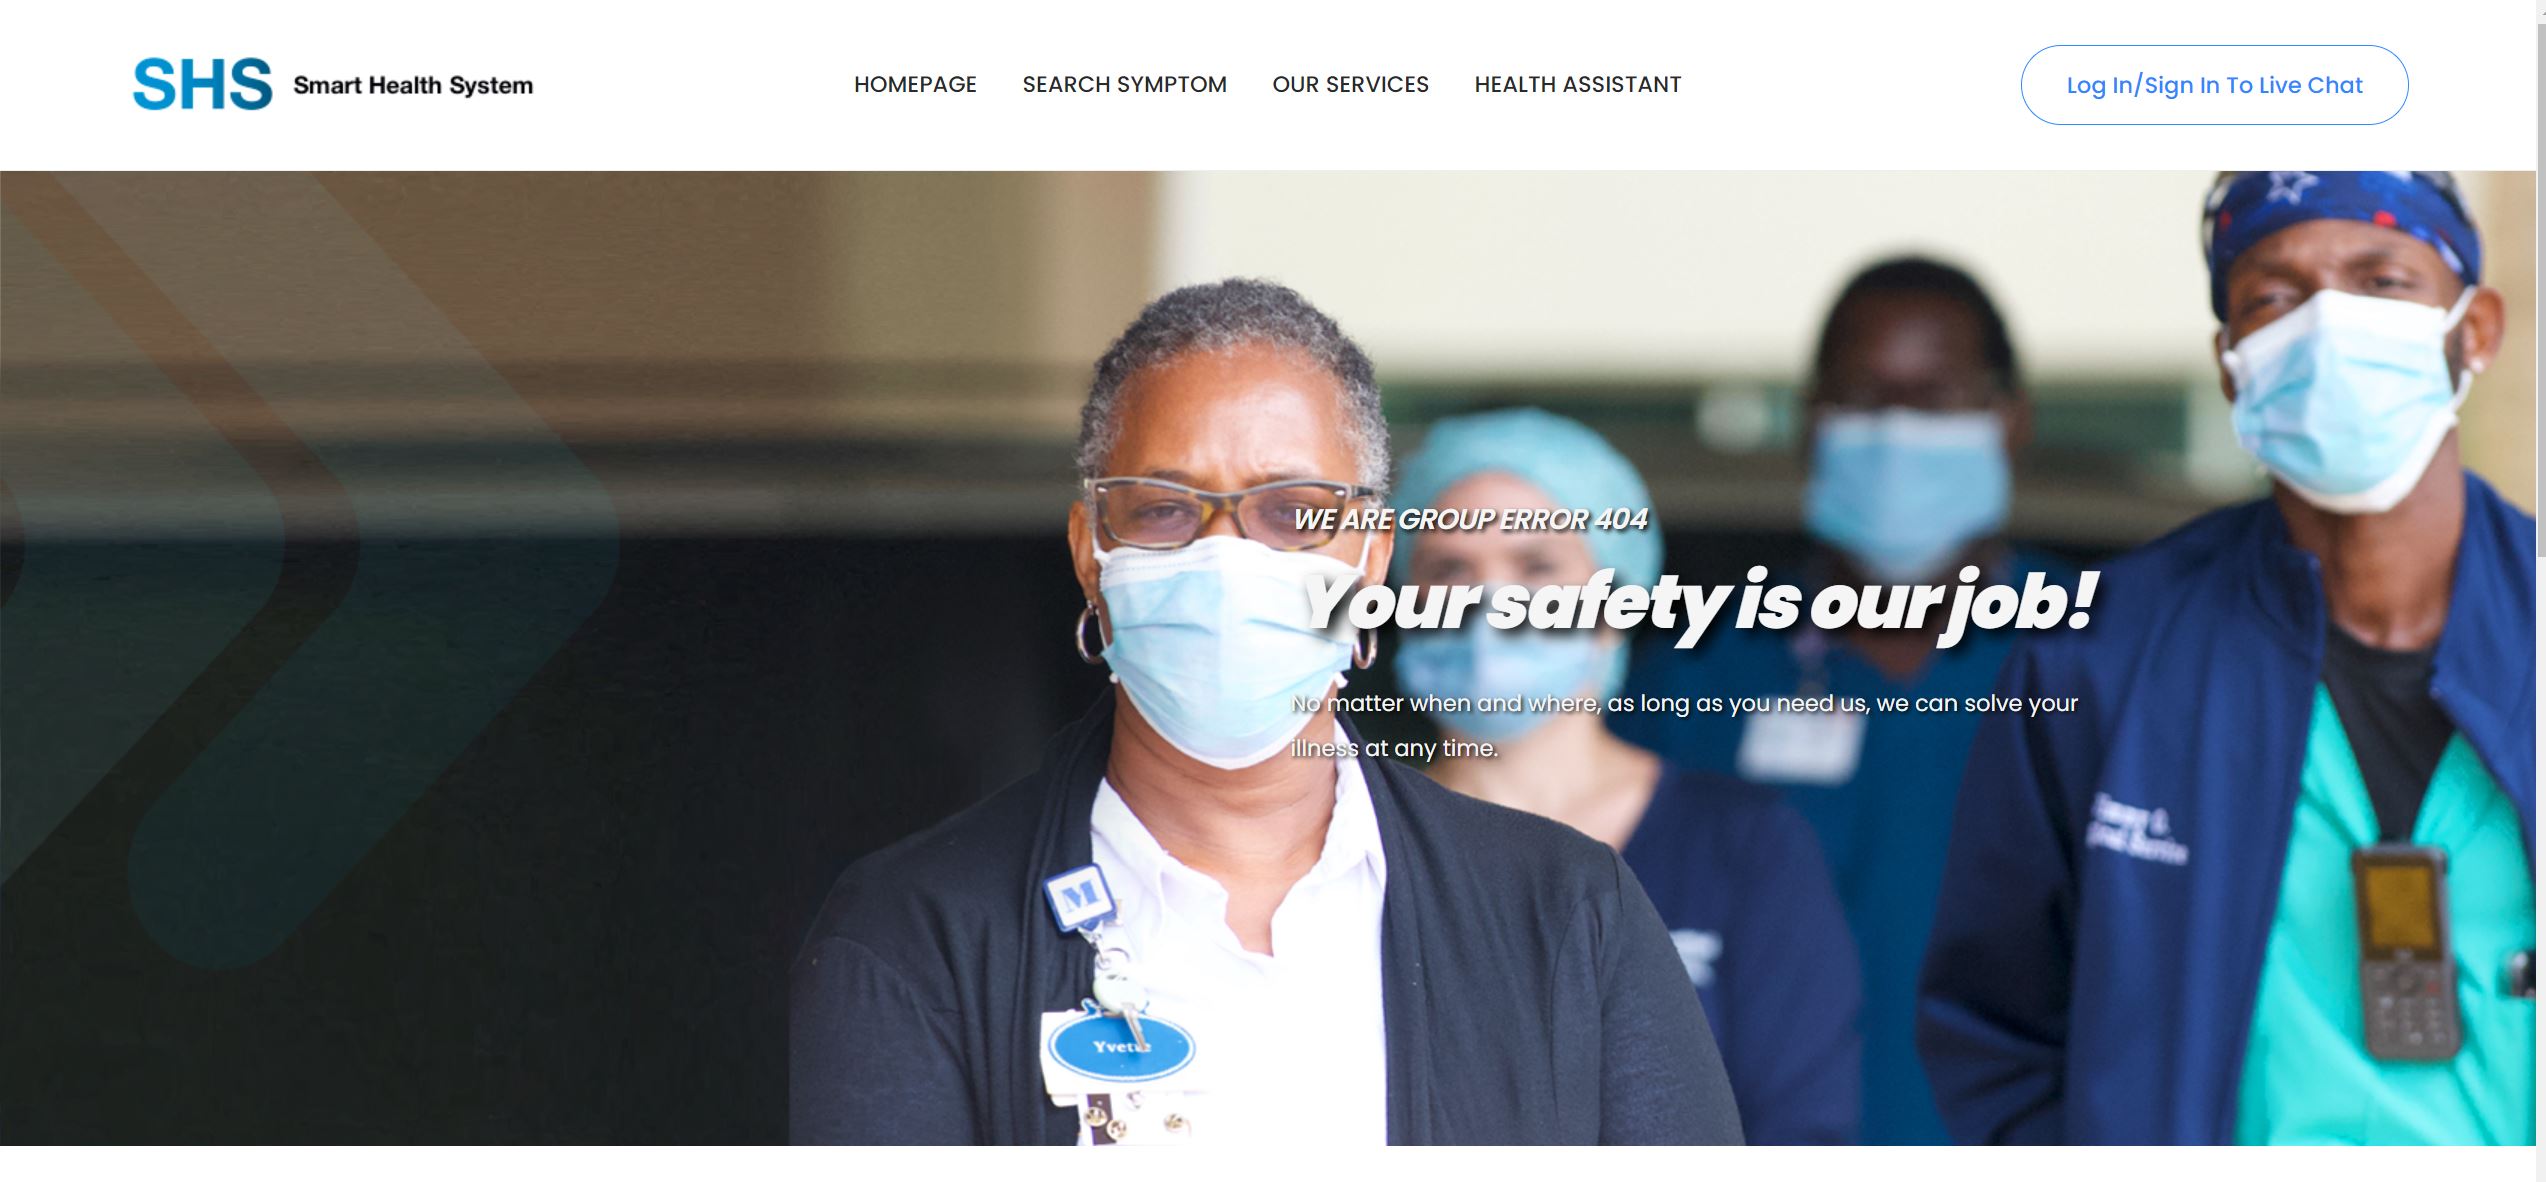 SHS Smart Health System
HOMEPAGE SEARCH SYMPTOM OUR SERVICES HEALTH ASSISTANT
Log In/Sign In To Live Chat
WE ARE GROUP ERROR 404
Your safety is our job!
No matter when and where, as long as you need us, we can solve your
illness at any time.
M
Yvette